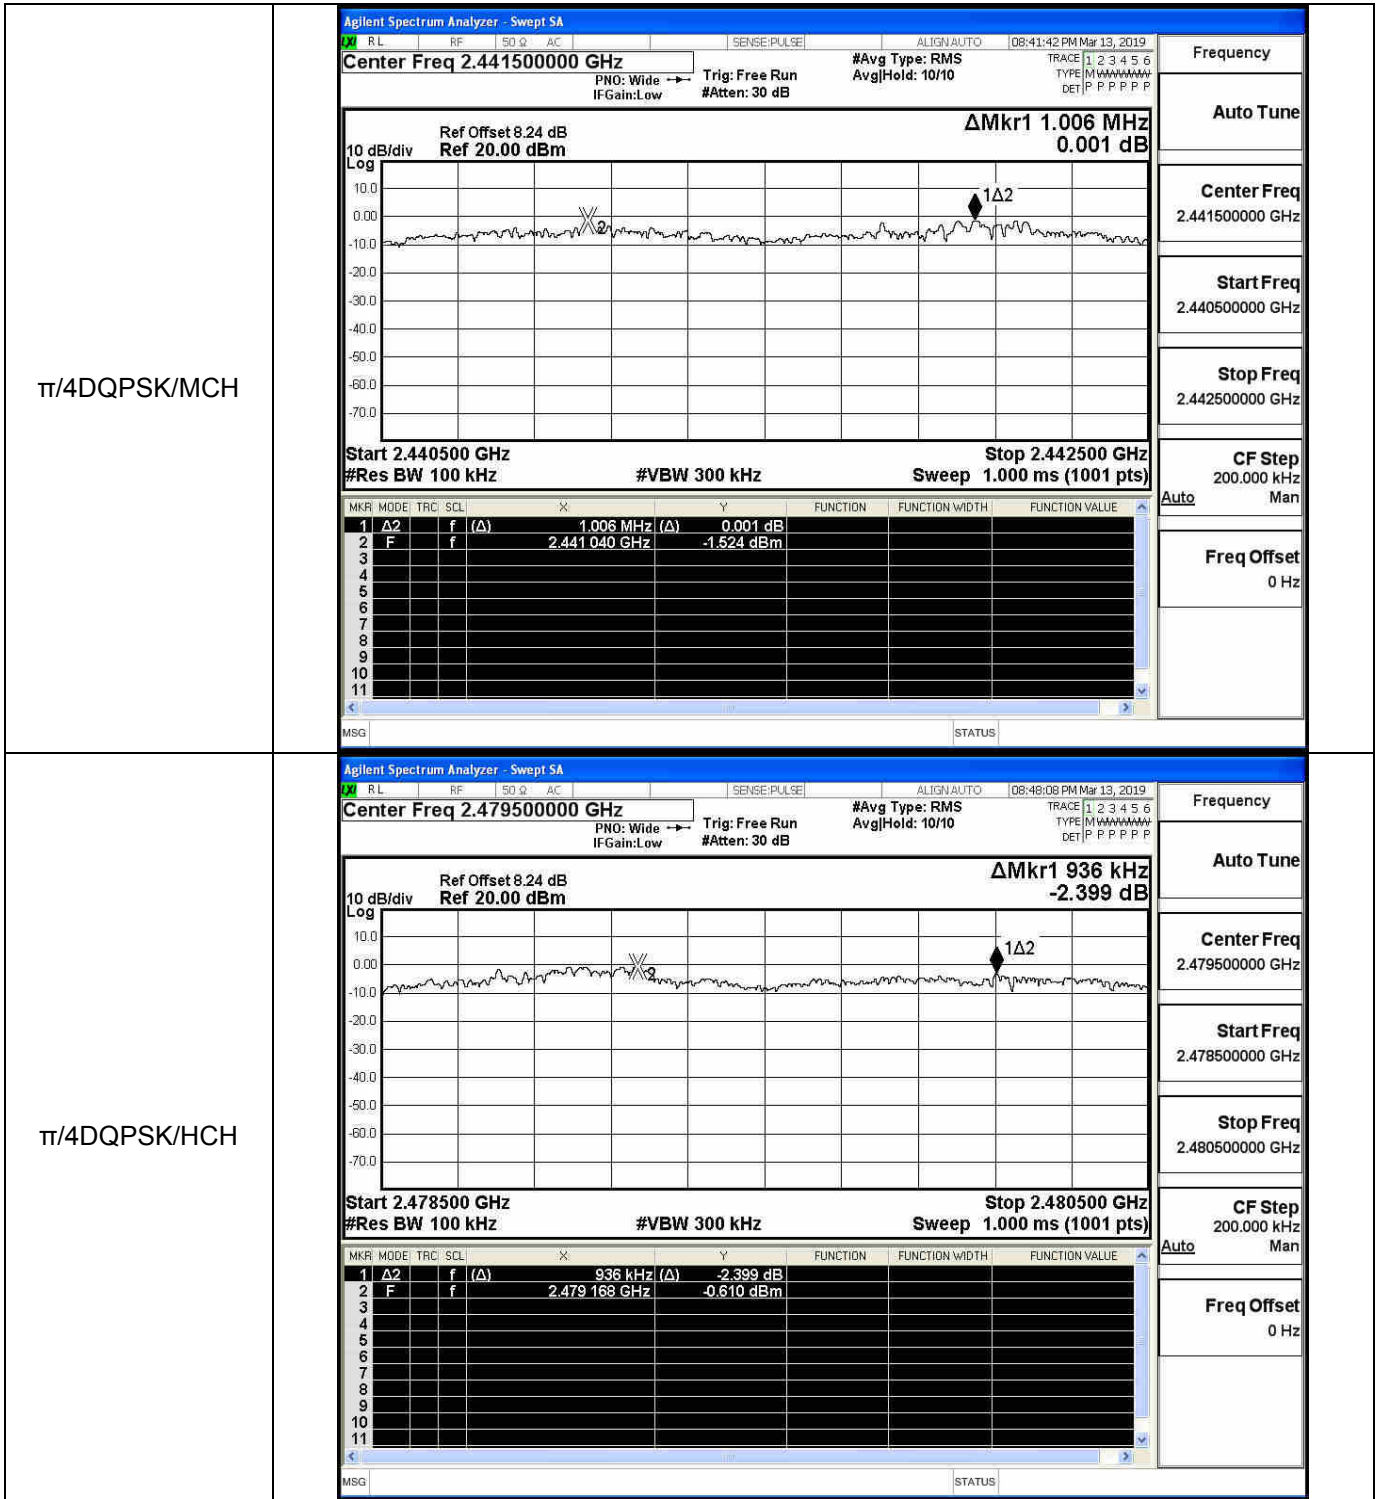 π/4DQPSK/MCH
Agilent Spectrum Analyzer - Swept SA
LXI RL RF 50 Ω AC SENSE:PULSE ALIGN AUTO 08:41:42 PM Mar 13, 2019
Center Freq 2.441500000 GHz
#Avg Type: RMS
TRACE 1 2 3 4 5 6
PNO: Wide Trig: Free Run Avg|Hold: 10/10
TYPE M WWWWW
IFGain:Low #Atten: 30 dB
DET P P P P P P
Frequency
Auto Tune
ΔMkr1 1.006 MHz
Ref Offset 8.24 dB
10 dB/div Ref 20.00 dBm 0.001 dB
Log
10.0
0.00
-10.0
-20.0
-30.0
-40.0
-50.0
-60.0
-70.0
1Δ2
2
Center Freq
2.441500000 GHz
Start Freq
2.440500000 GHz
Stop Freq
2.442500000 GHz
Start 2.440500 GHz Stop 2.442500 GHz
#Res BW 100 kHz #VBW 300 kHz Sweep 1.000 ms (1001 pts)
CF Step
200.000 kHz
Auto Man
MKR MODE TRC SCL X Y FUNCTION FUNCTION WIDTH FUNCTION VALUE
1 Δ2 f (Δ) 1.006 MHz (Δ) 0.001 dB
2 F f 2.441 040 GHz -1.524 dBm
3
4
5
6
7
8
9
10
11
Freq Offset
0 Hz
MSG STATUS
π/4DQPSK/HCH
Agilent Spectrum Analyzer - Swept SA
LXI RL RF 50 Ω AC SENSE:PULSE ALIGN AUTO 08:48:08 PM Mar 13, 2019
Center Freq 2.479500000 GHz
#Avg Type: RMS
TRACE 1 2 3 4 5 6
PNO: Wide Trig: Free Run Avg|Hold: 10/10
TYPE M WWWWW
IFGain:Low #Atten: 30 dB
DET P P P P P P
Frequency
Auto Tune
ΔMkr1 936 kHz
Ref Offset 8.24 dB
10 dB/div Ref 20.00 dBm -2.399 dB
Log
10.0
0.00
-10.0
-20.0
-30.0
-40.0
-50.0
-60.0
-70.0
2
1Δ2
Center Freq
2.479500000 GHz
Start Freq
2.478500000 GHz
Stop Freq
2.480500000 GHz
Start 2.478500 GHz Stop 2.480500 GHz
#Res BW 100 kHz #VBW 300 kHz Sweep 1.000 ms (1001 pts)
CF Step
200.000 kHz
Auto Man
MKR MODE TRC SCL X Y FUNCTION FUNCTION WIDTH FUNCTION VALUE
1 Δ2 f (Δ) 936 kHz (Δ) -2.399 dB
2 F f 2.479 168 GHz -0.610 dBm
3
4
5
6
7
8
9
10
11
Freq Offset
0 Hz
MSG STATUS